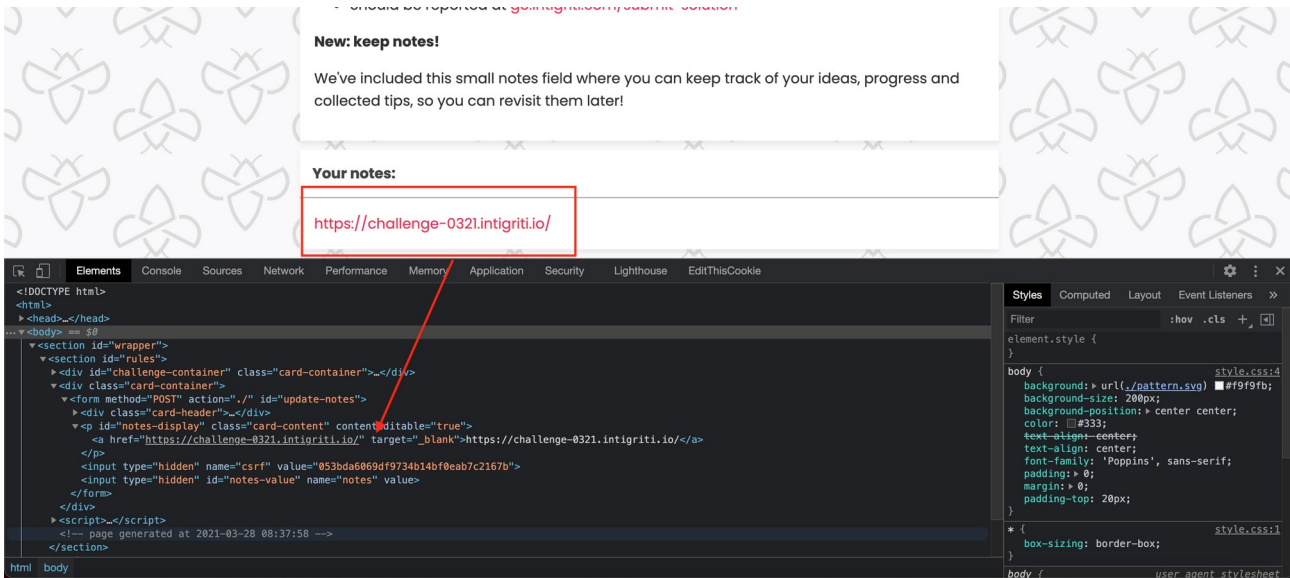 New: keep notes!
We've included this small notes field where you can keep track of your ideas, progress and
collected tips, so you can revisit them later!
Your notes:
https://challenge-0321.intigriti.io/
Elements Console Sources Network Performance Memory Application Security Lighthouse EditThisCookie
<!DOCTYPE html>
<html>
▶<head>…</head>
…▼<body> == $0
▼<section id="wrapper">
▼<section id="rules">
▶<div id="challenge-container" class="card-container">…</div>
▼<div class="card-container">
▼<form method="POST" action="./" id="update-notes">
▶<div class="card-header">…</div>
▼<p id="notes-display" class="card-content" contenteditable="true">
<a href="https://challenge-0321.intigriti.io/" target="_blank">https://challenge-0321.intigriti.io/</a>
</p>
<input type="hidden" name="csrf" value="053bda6069df9734b14bf0eab7c2167b">
<input type="hidden" id="notes-value" name="notes" value>
</form>
</div>
▶<script>…</script>
<!-- page generated at 2021-03-28 08:37:58 -->
</section>
html body
Styles Computed Layout Event Listeners »
Filter :hov .cls +
element.style {
}
body { style.css:4
background: ▶ url(./pattern.svg) #f9f9fb;
background-size: 200px;
background-position: ▶ center center;
color: #333;
text-align: center;
text-align: center;
font-family: 'Poppins', sans-serif;
padding: ▶ 0;
margin: ▶ 0;
padding-top: 20px;
}
* { style.css:1
box-sizing: border-box;
}
body { user agent stylesheet